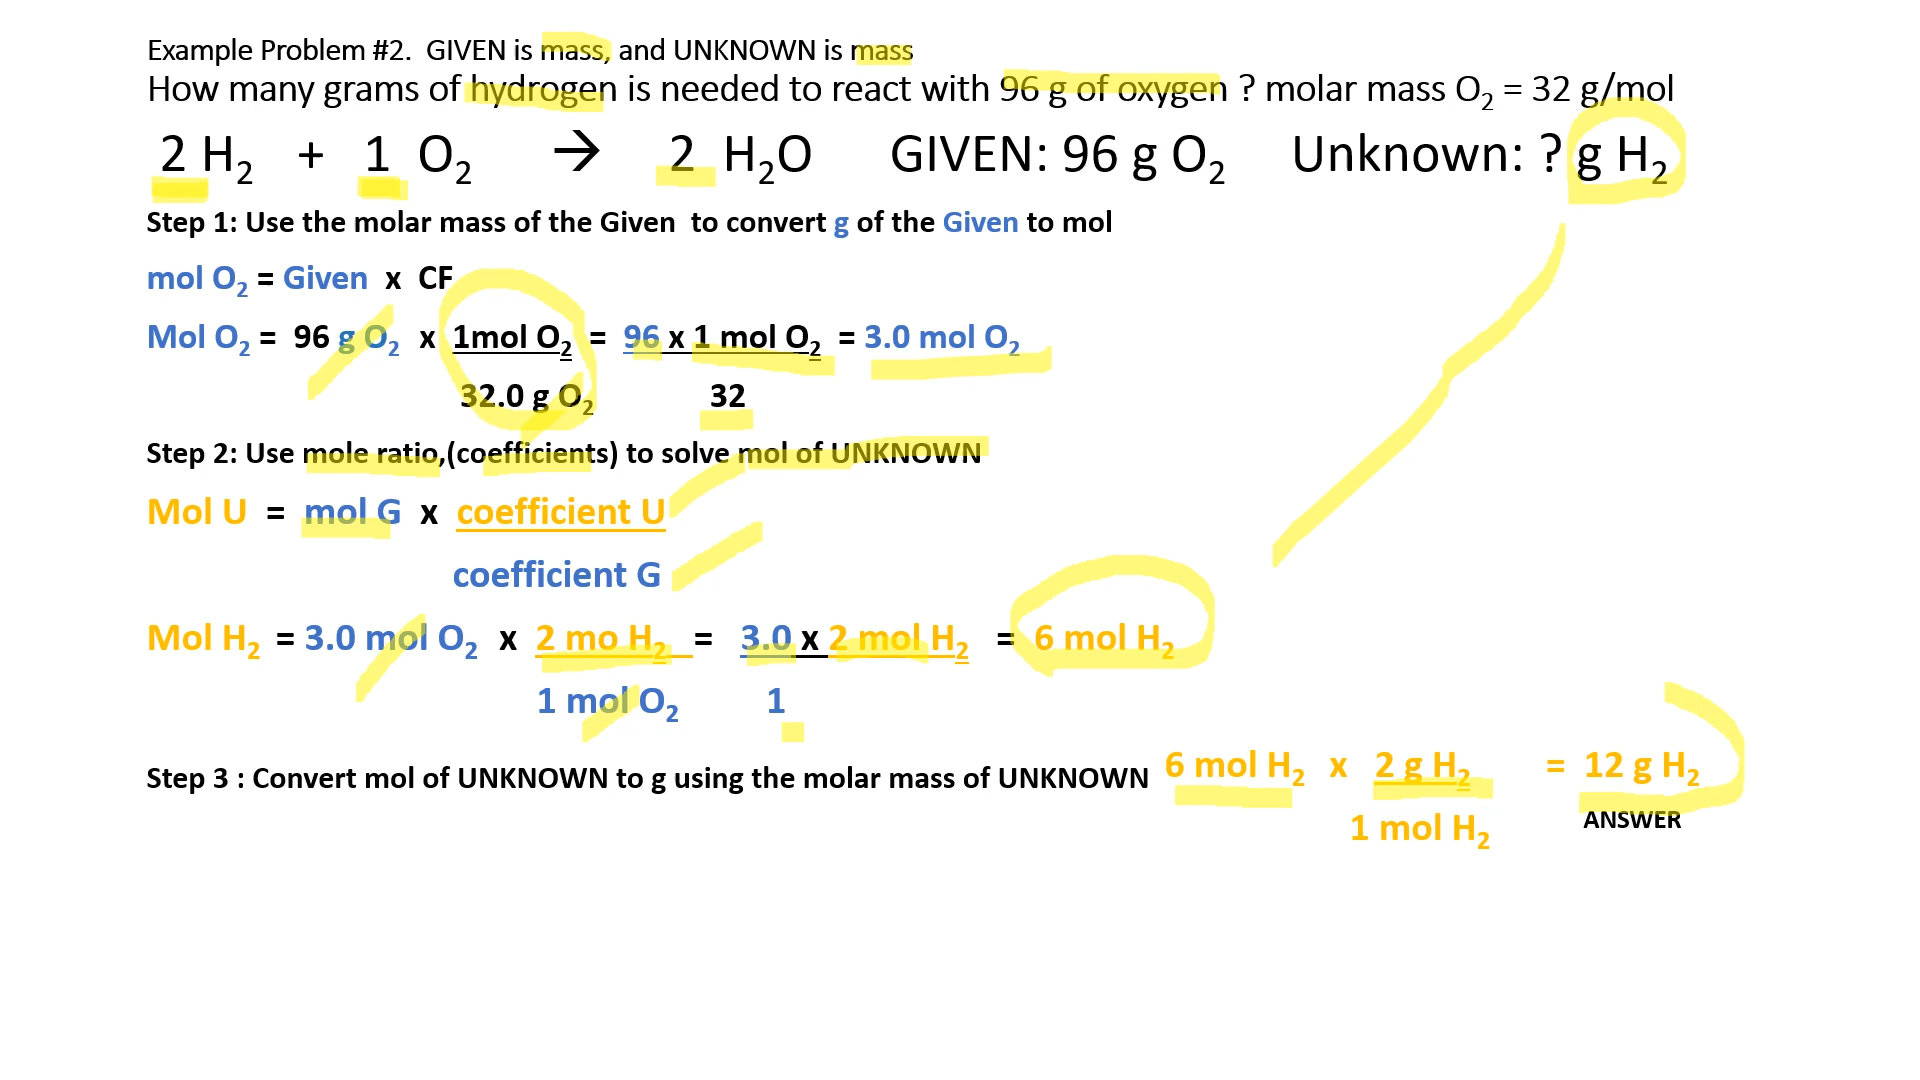 Example Problem #2. GIVEN is mass, and UNKNOWN is mass
How many grams of hydrogen is needed to react with 96 g of oxygen ? molar mass O₂ = 32 g/mol
2 H₂ + 1 O₂ → 2 H₂O GIVEN: 96 g O₂ Unknown: ? g H₂
Step 1: Use the molar mass of the Given to convert g of the Given to mol
mol O₂ = Given x CF
Mol O₂ = 96 g O₂ x 1mol O₂ = 96 x 1 mol O₂ = 3.0 mol O₂
32.0 g O₂ 32
Step 2: Use mole ratio,(coefficients) to solve mol of UNKNOWN
Mol U = mol G x coefficient U
coefficient G
Mol H₂ = 3.0 mol O₂ x 2 mo H₂ = 3.0 x 2 mol H₂ = 6 mol H₂
1 mol O₂ 1
Step 3 : Convert mol of UNKNOWN to g using the molar mass of UNKNOWN 6 mol H₂ x 2 g H₂ = 12 g H₂
1 mol H₂ ANSWER